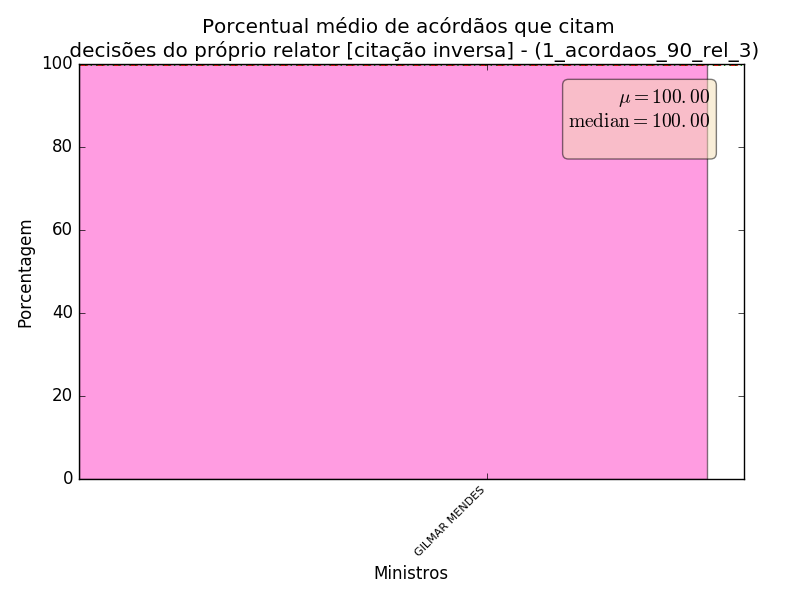 Porcentual médio de acórdãos que citam
decisões do próprio relator [citação inversa] - (1_acordaos_90_rel_3)
100
80
60
40
20
0
μ = 100.00
median = 100.00
Porcentagem
GILMAR MENDES
Ministros